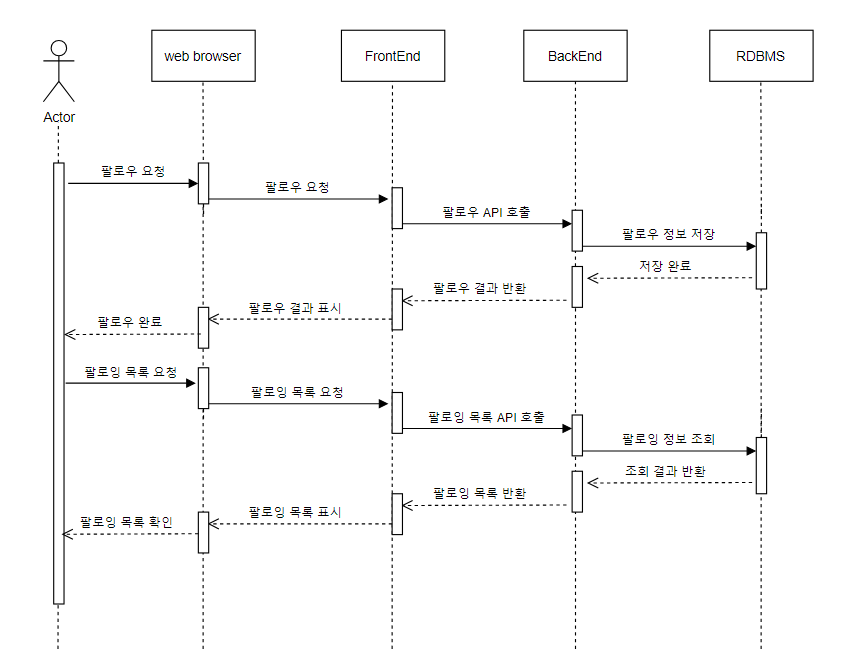 web browser
FrontEnd
BackEnd
RDBMS
Actor
팔로우 요청
팔로우 요청
팔로우 API 호출
팔로우 정보 저장
저장 완료
팔로우 결과 반환
팔로우 결과 표시
팔로우 완료
팔로잉 목록 요청
팔로잉 목록 요청
팔로잉 목록 API 호출
팔로잉 정보 조회
조회 결과 반환
팔로잉 목록 반환
팔로잉 목록 표시
팔로잉 목록 확인